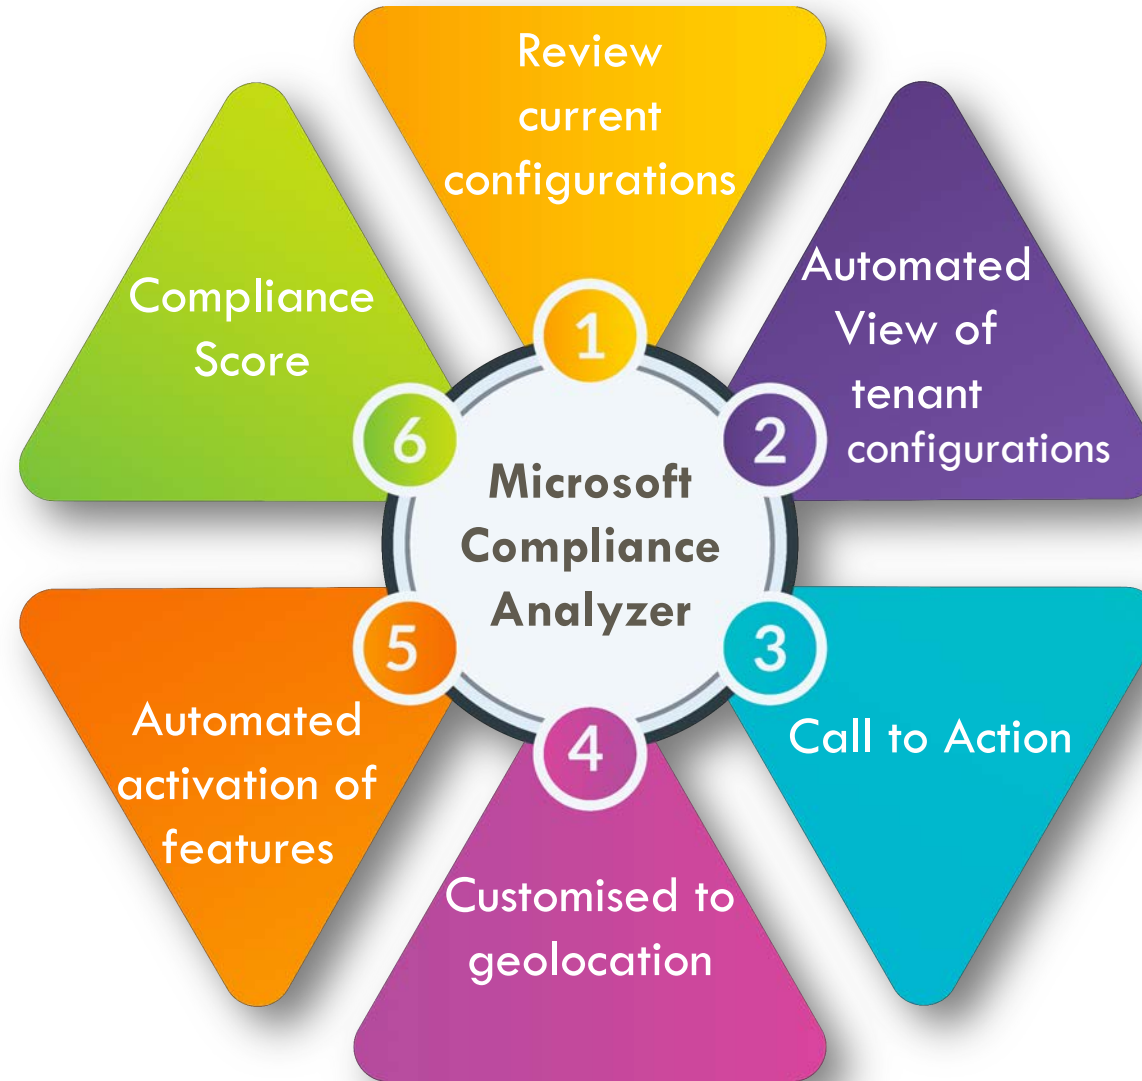 Review
current
configurations
1
Automated
View of
tenant
configurations
2
Call to Action
3
Customised to
geolocation
4
Automated
activation of
features
5
Compliance
Score
6
Microsoft
Compliance
Analyzer